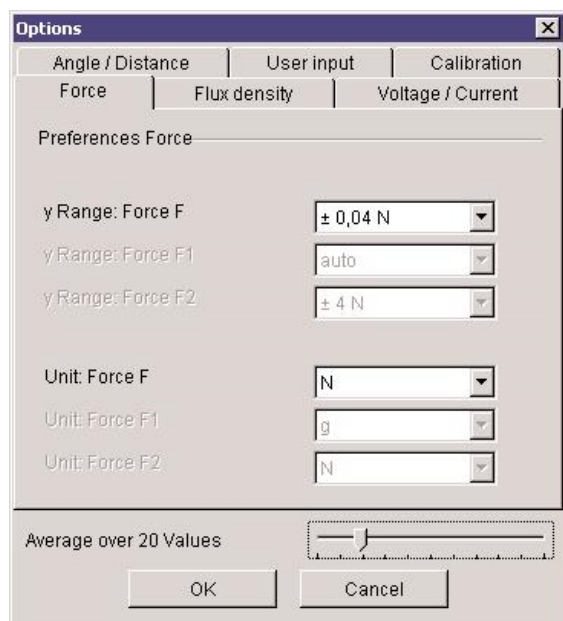 Options
Angle / Distance User input Calibration
Force Flux density Voltage / Current
Preferences Force
y Range: Force F ± 0,04 N
y Range: Force F1 auto
y Range: Force F2 ± 4 N
Unit: Force F N
Unit: Force F1 g
Unit: Force F2 N
Average over 20 Values
OK Cancel